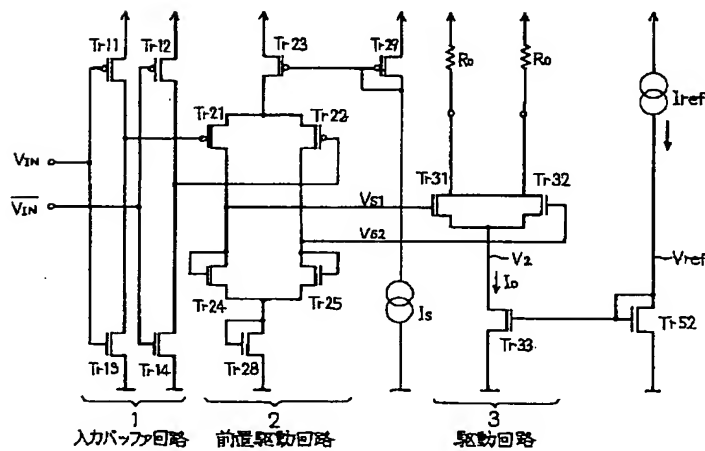 Tr11
Tr12
Tr23
Tr29
Ro
Ro
Iref
Tr21
Tr22
VIN
VIN
Tr31
Tr32
VS1
VS2
V2
Io
Vref
Tr24
Tr25
Is
Tr52
Tr33
Tr13
Tr14
Tr28
1
2
3
入力バッファ回路
前置駆動回路
駆動回路